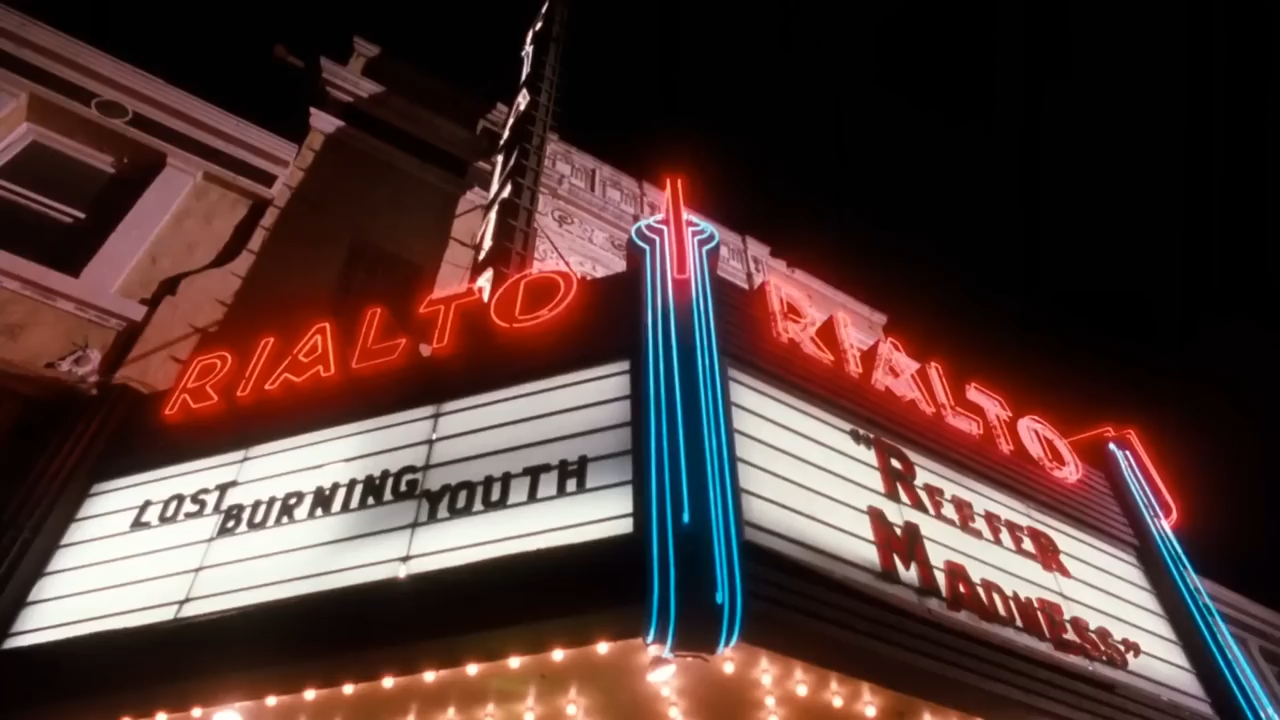 RIALTO
LOST BURNING YOUTH
RIALTO
"REEFER
MADNESS"